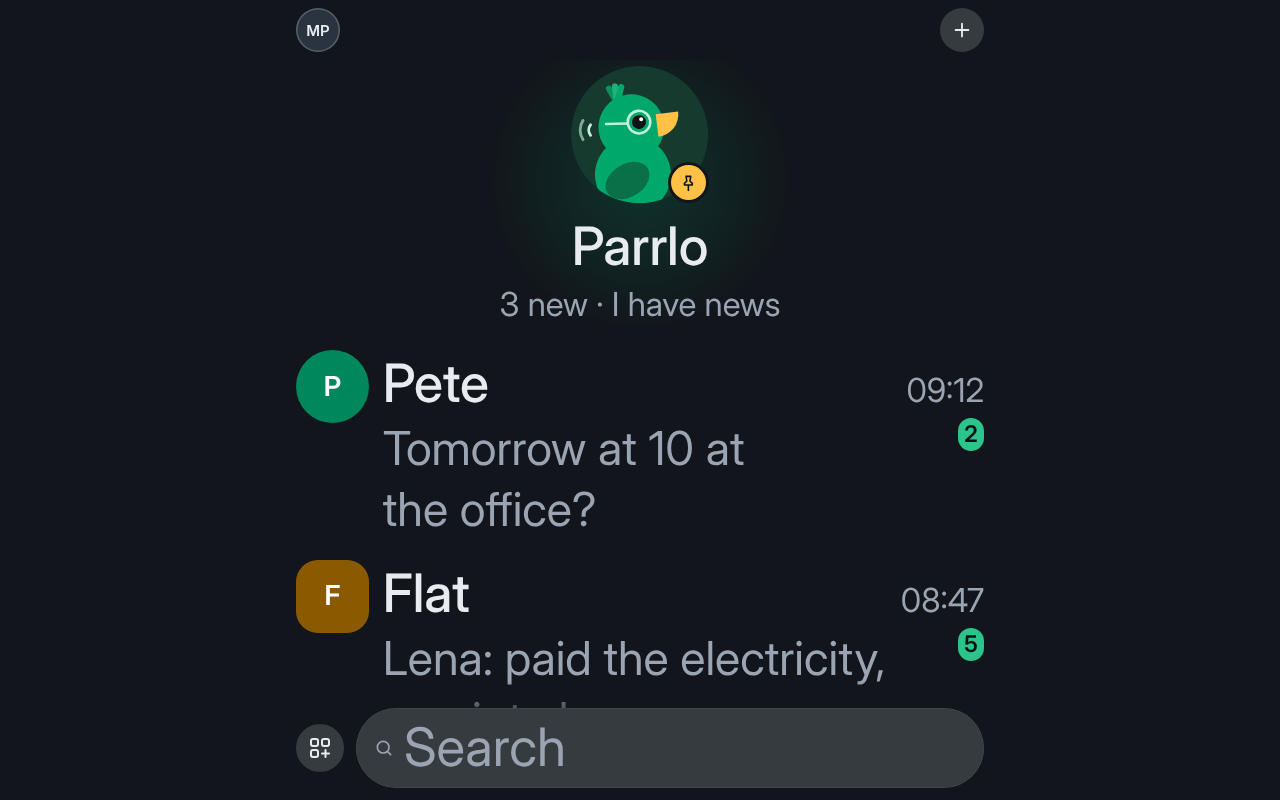 MP
Parrlo
3 new · I have news
P
Pete
09:12
Tomorrow at 10 at
2
the office?
F
Flat
08:47
Lena: paid the electricity,
5
Search